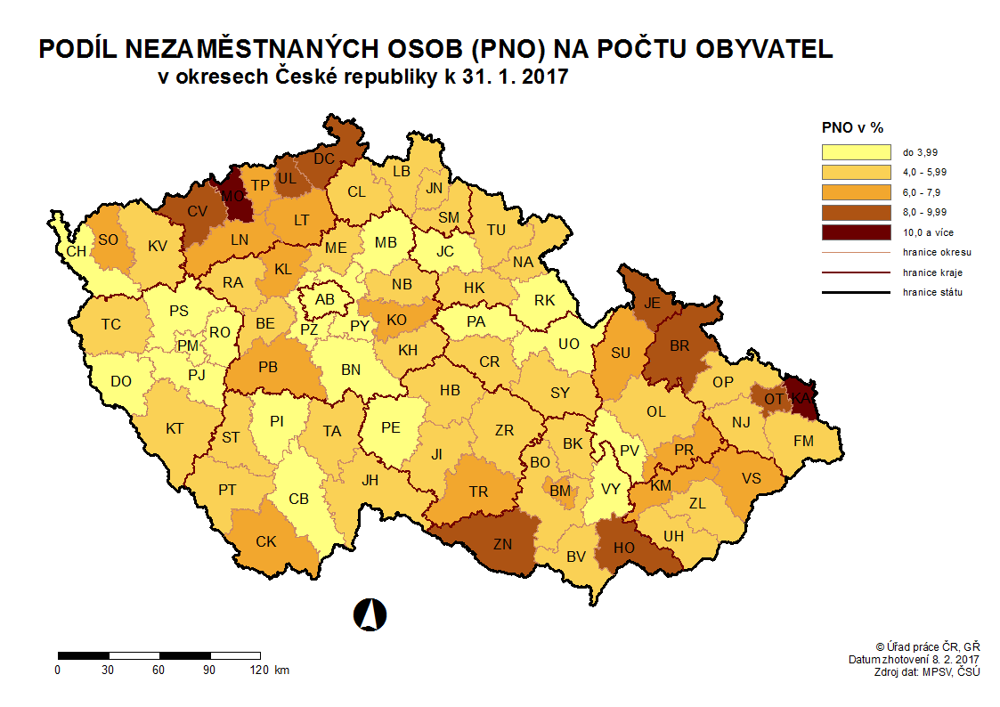 PODÍL NEZAMĚSTNANÝCH OSOB (PNO) NA POČTU OBYVATEL
v okresech České republiky k 31. 1. 2017
PNO v %
do 3,99
4,0 - 5,99
6,0 - 7,9
8,0 - 9,99
10,0 a více
hranice okresu
hranice kraje
hranice státu
DC
LB
UL
TP
MO
CL
JN
CV
LT
SM
TU
SO
LN
MB
KV
ME
JC
CH
NA
KL
RA
NB
HK
AB
RK
JE
PS
KO
PA
TC
BE
PZ
PY
RO
PM
UO
BR
KH
SU
CR
PB
BN
PJ
DO
OP
HB
SY
OT
KA
OL
PI
NJ
PE
KT
TA
ZR
ST
FM
BK
PV
PR
JI
BO
VS
JH
KM
PT
TR
BM
VY
CB
ZL
UH
CK
ZN
HO
BV
0 30 60 90 120 km
© Úřad práce ČR, GŘ
Datum zhotovení 8. 2. 2017
Zdroj dat: MPSV, ČSÚ